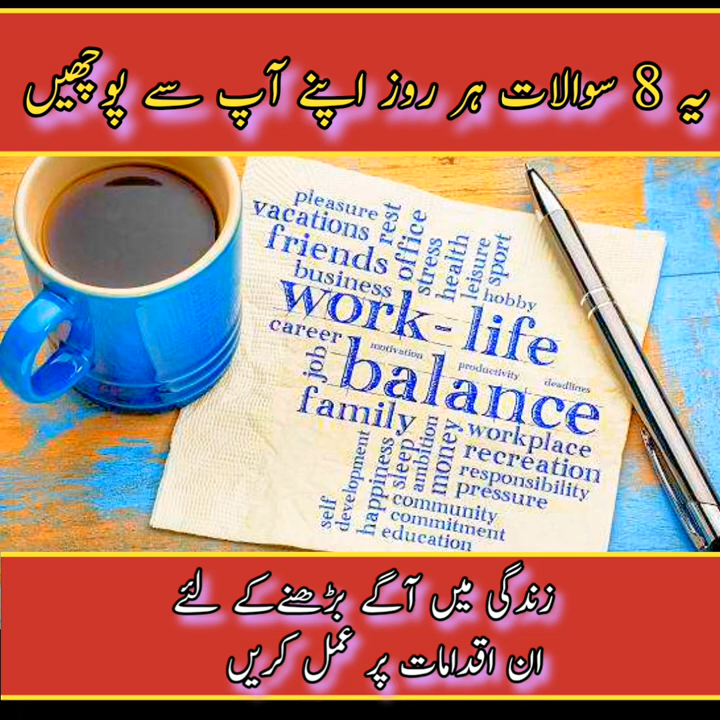 یہ 8 سوالات ہر روز اپنے آپ سے پوچھیں
pleasure
vacations
rest
friends
office
stress
health
leisure
sport
business
hobby
work-life
career
motivation
productivity
deadlines
job
balance
family
workplace
recreation
responsibility
pressure
self
development
happiness
sleep
ambition
money
community
commitment
education
زندگی میں آگے بڑھنے کے لئے
ان اقدامات پر عمل کریں